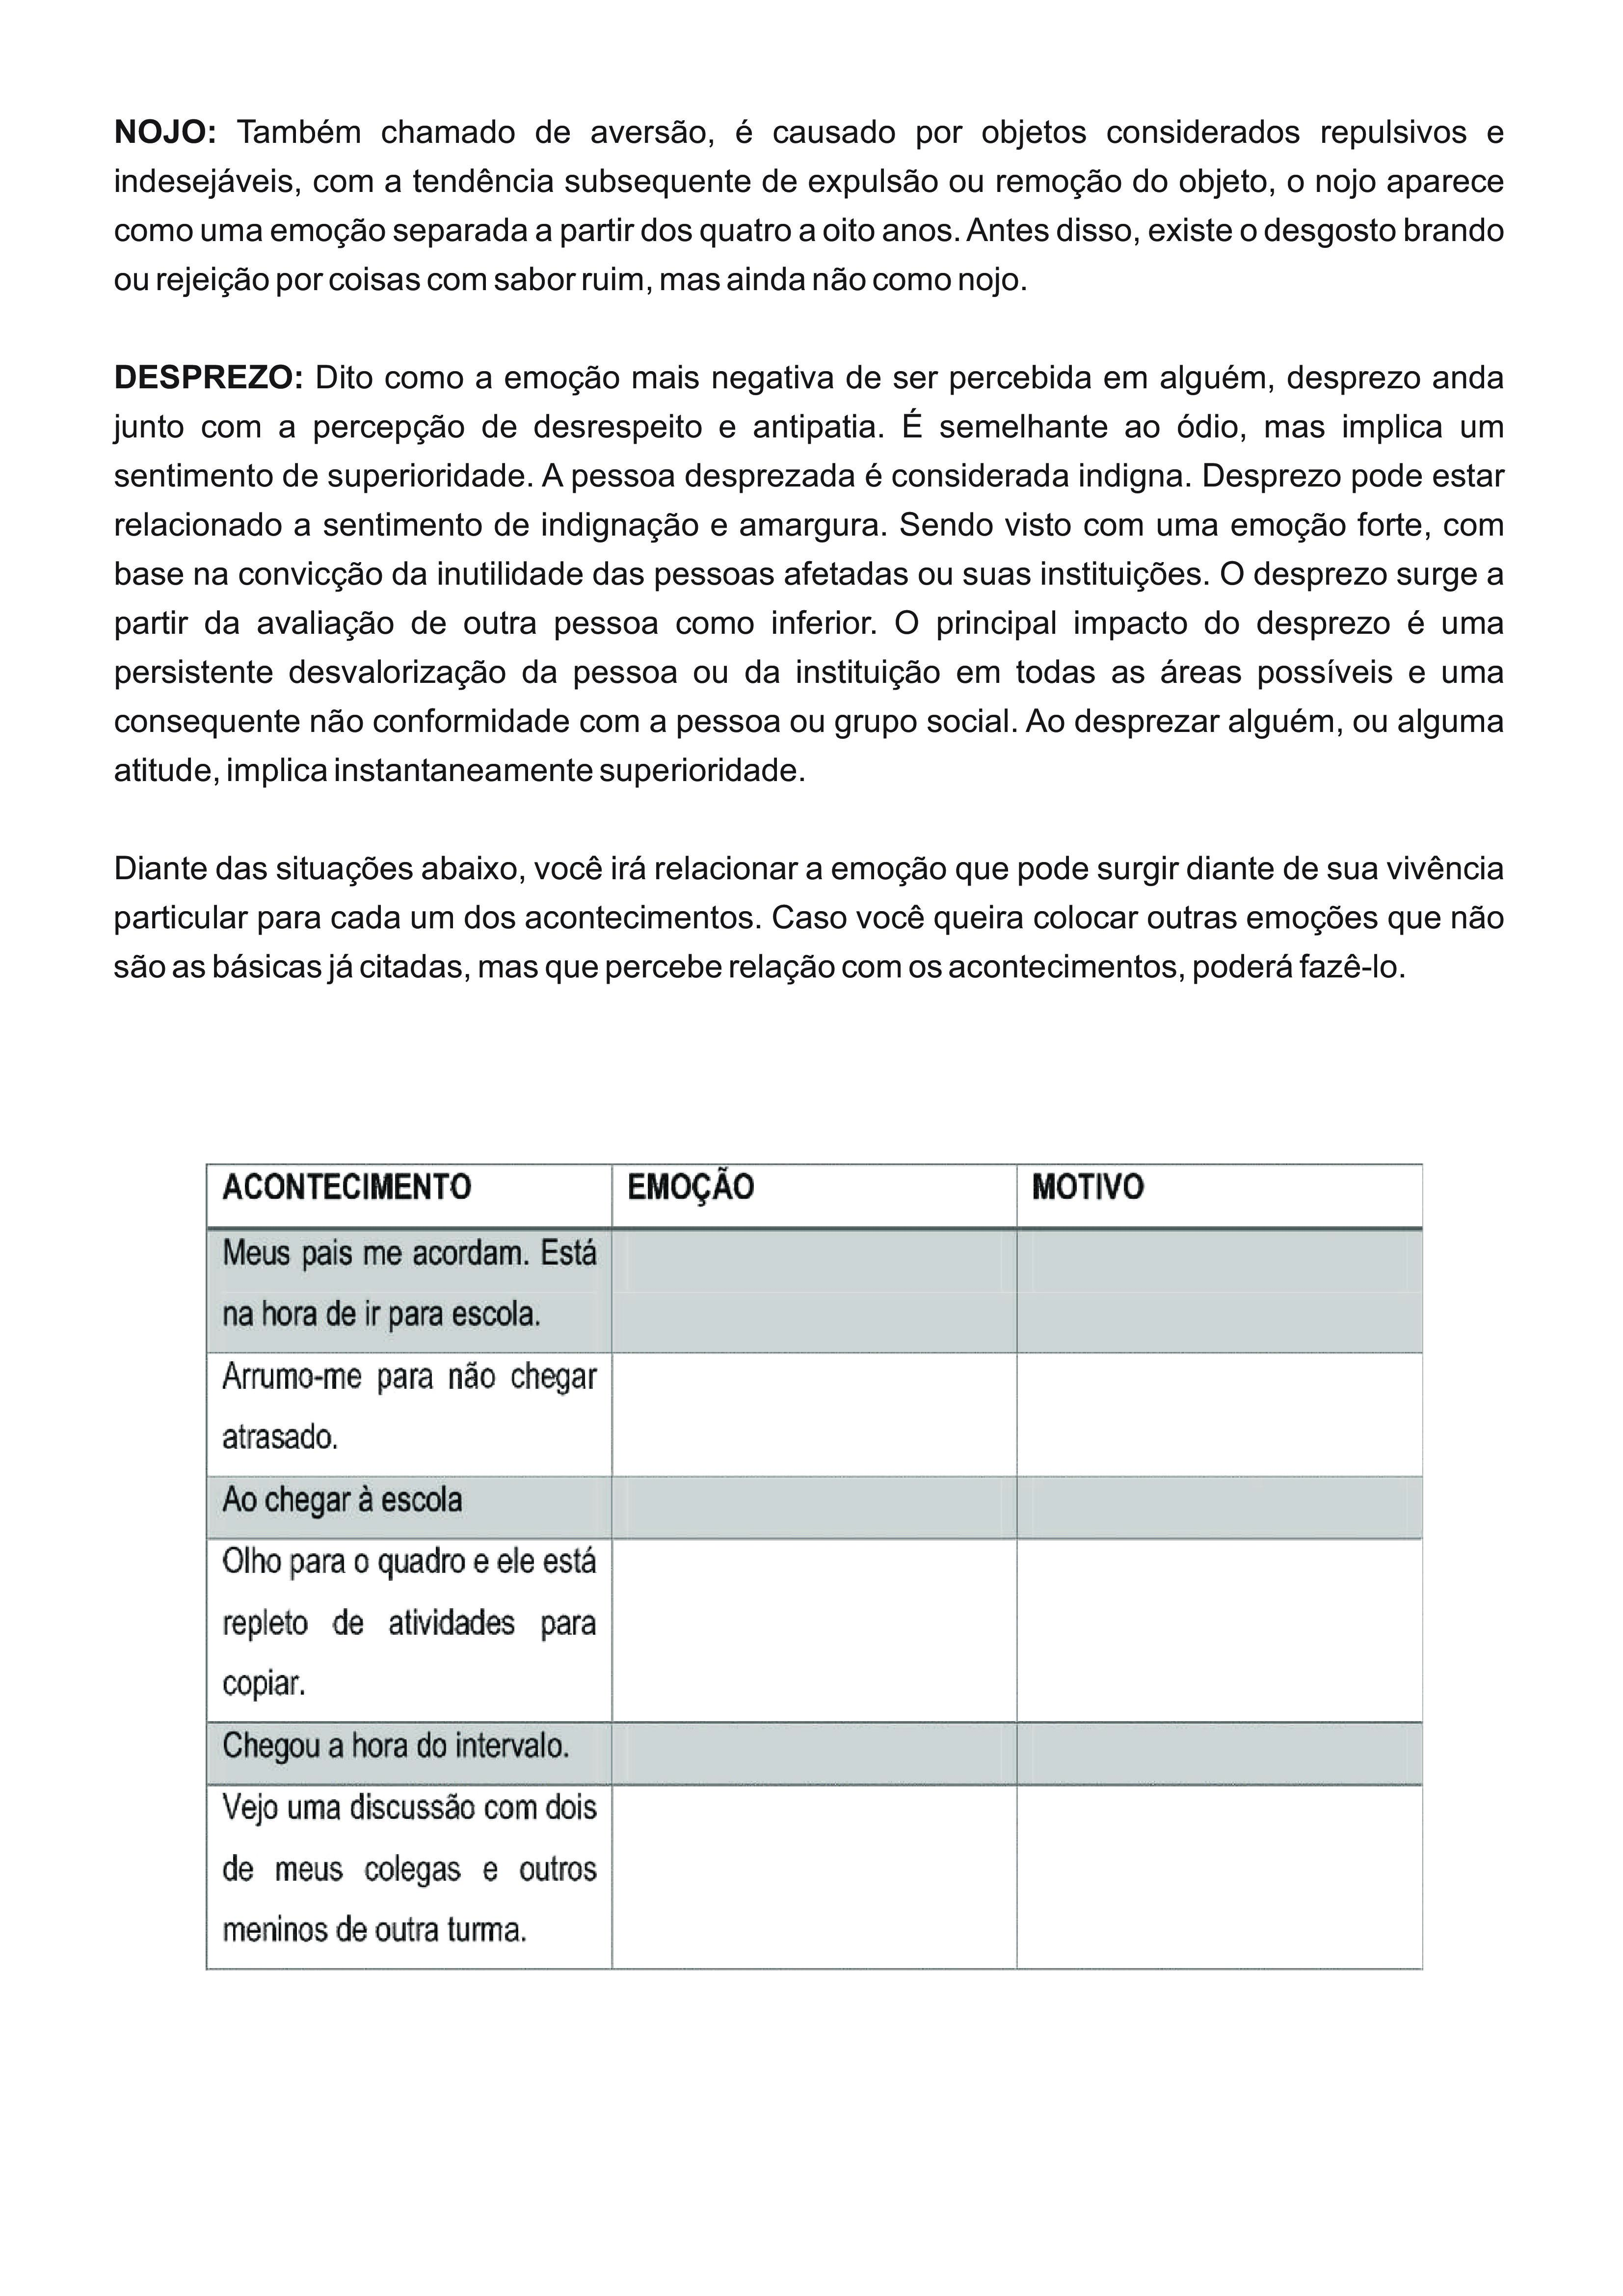 NOJO: Também chamado de aversão, é causado por objetos considerados repulsivos e
indesejáveis, com a tendência subsequente de expulsão ou remoção do objeto, o nojo aparece
como uma emoção separada a partir dos quatro a oito anos. Antes disso, existe o desgosto brando
ou rejeição por coisas com sabor ruim, mas ainda não como nojo.
DESPREZO: Dito como a emoção mais negativa de ser percebida em alguém, desprezo anda
junto com a percepção de desrespeito e antipatia. É semelhante ao ódio, mas implica um
sentimento de superioridade. A pessoa desprezada é considerada indigna. Desprezo pode estar
relacionado a sentimento de indignação e amargura. Sendo visto com uma emoção forte, com
base na convicção da inutilidade das pessoas afetadas ou suas instituições. O desprezo surge a
partir da avaliação de outra pessoa como inferior. O principal impacto do desprezo é uma
persistente desvalorização da pessoa ou da instituição em todas as áreas possíveis e uma
consequente não conformidade com a pessoa ou grupo social. Ao desprezar alguém, ou alguma
atitude, implica instantaneamente superioridade.
Diante das situações abaixo, você irá relacionar a emoção que pode surgir diante de sua vivência
particular para cada um dos acontecimentos. Caso você queira colocar outras emoções que não
são as básicas já citadas, mas que percebe relação com os acontecimentos, poderá fazê-lo.
ACONTECIMENTO EMOÇÃO MOTIVO
Meus pais me acordam. Está
na hora de ir para escola.
Arrumo-me para não chegar
atrasado.
Ao chegar à escola
Olho para o quadro e ele está
repleto de atividades para
copiar.
Chegou a hora do intervalo.
Vejo uma discussão com dois
de meus colegas e outros
meninos de outra turma.